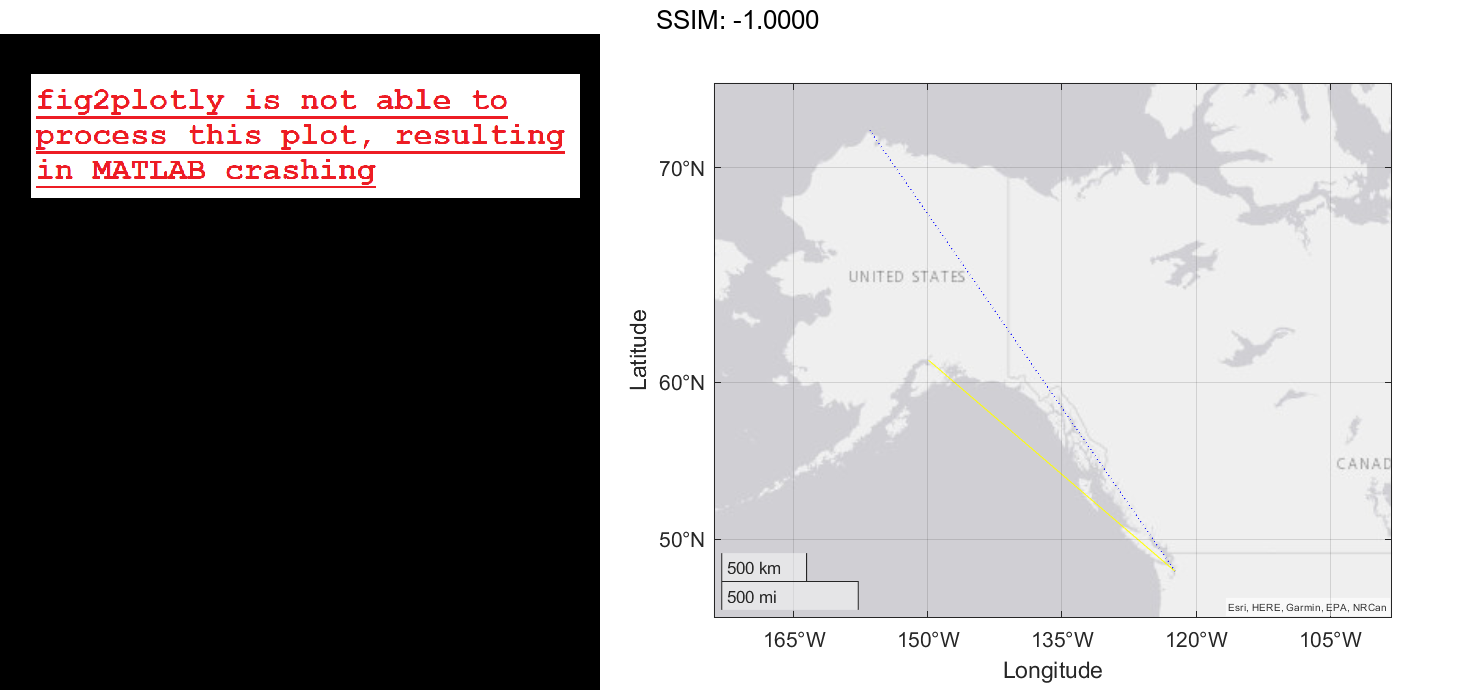 SSIM: -1.0000
fig2plotly is not able to
process this plot, resulting
in MATLAB crashing
70°N
60°N
50°N
Latitude
UNITED STATES
CANAD
500 km
500 mi
Esri, HERE, Garmin, EPA, NRCan
165°W
150°W
135°W
120°W
105°W
Longitude